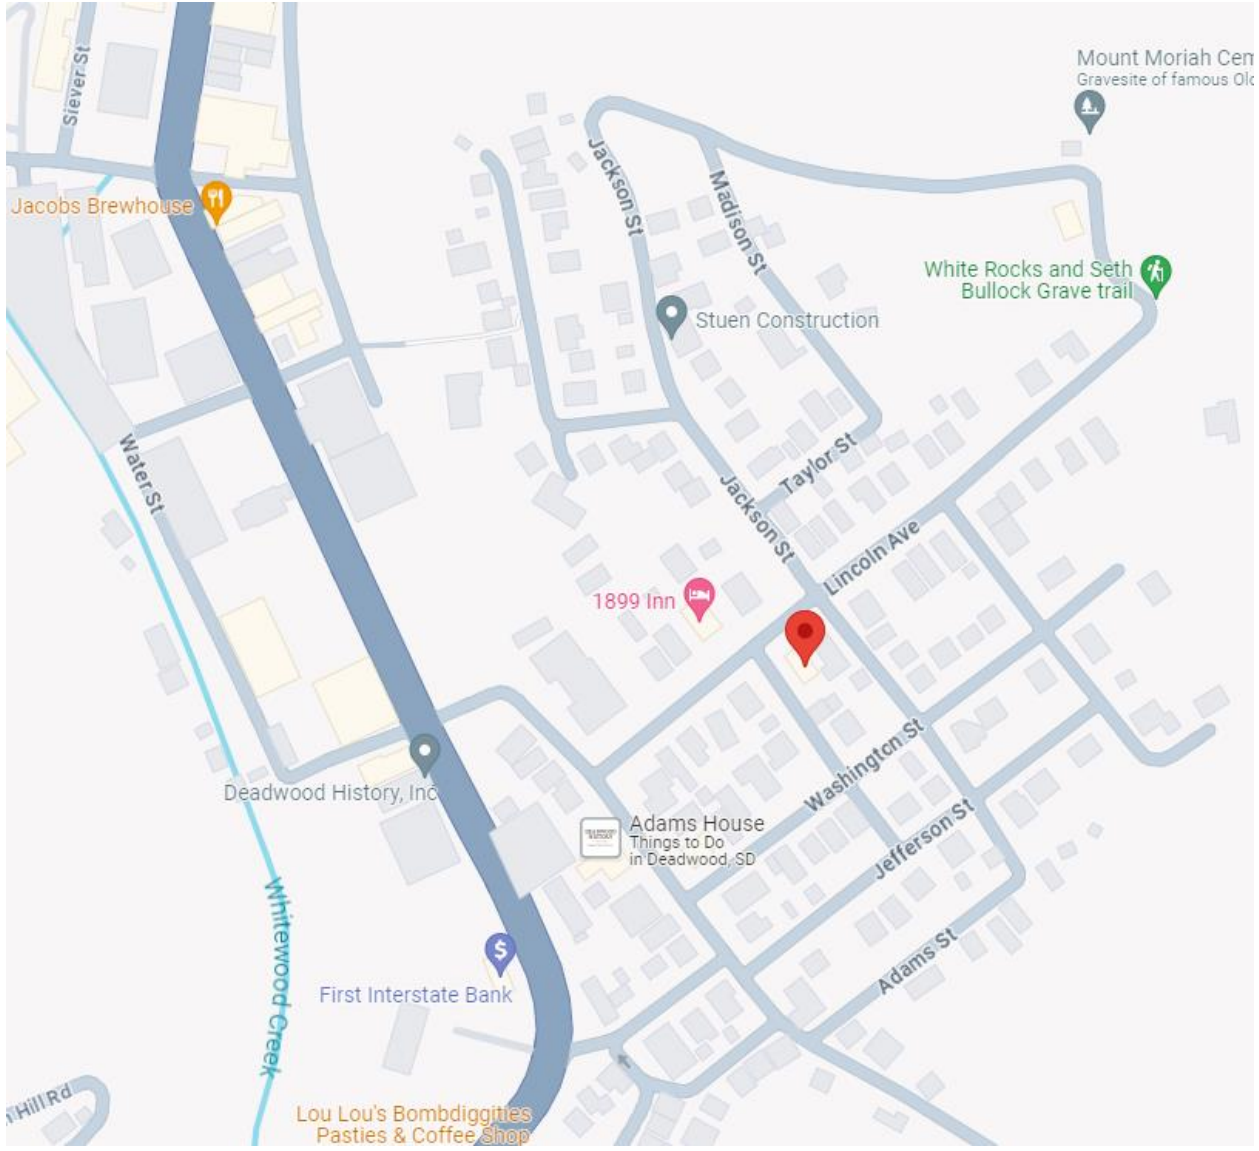 Siever St
Mount Moriah Cem
Gravesite of famous Old
Jacobs Brewhouse
Jackson St
Madison St
White Rocks and Seth
Bullock Grave trail
Stuen Construction
Water St
Taylor St
Jackson St
Lincoln Ave
1899 Inn
Washington St
Deadwood History, Inc
Adams House
Things to Do
in Deadwood, SD
Jefferson St
Whitewood Creek
Adams St
$
First Interstate Bank
Hill Rd
Lou Lou's Bombdiggities
Pasties & Coffee Shop